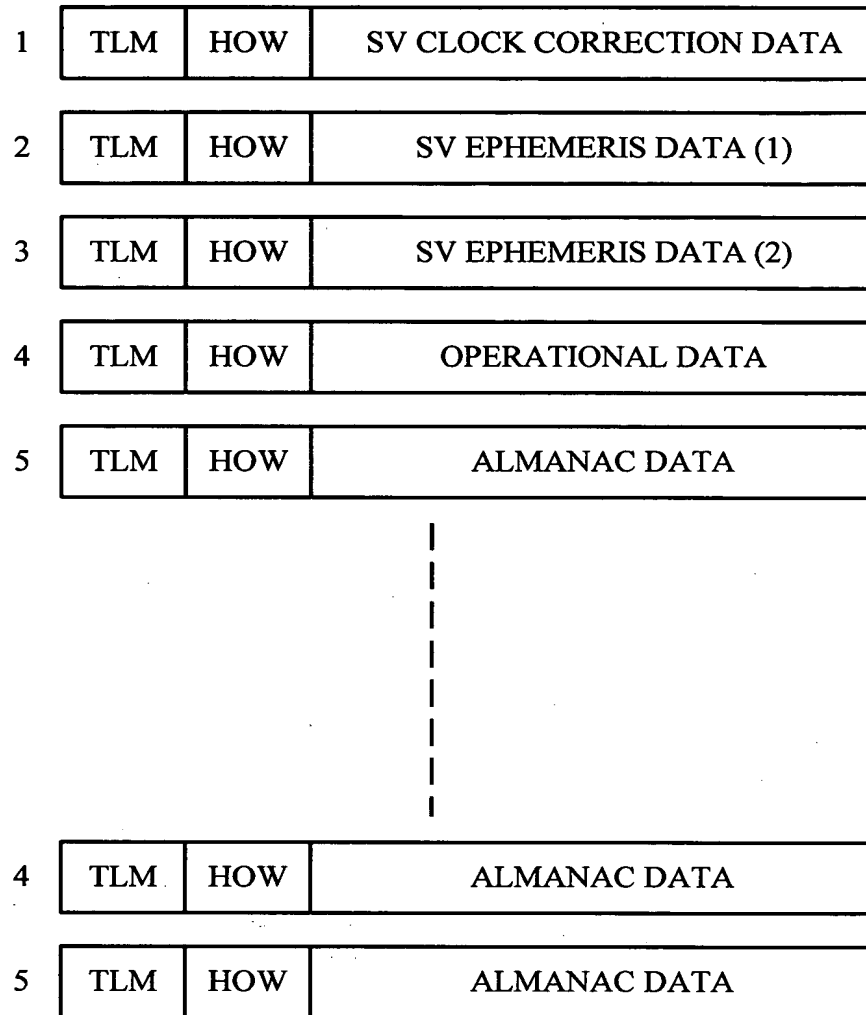 1 TLM HOW SV CLOCK CORRECTION DATA
2 TLM HOW SV EPHEMERIS DATA (1)
3 TLM HOW SV EPHEMERIS DATA (2)
4 TLM HOW OPERATIONAL DATA
5 TLM HOW ALMANAC DATA
4 TLM HOW ALMANAC DATA
5 TLM HOW ALMANAC DATA